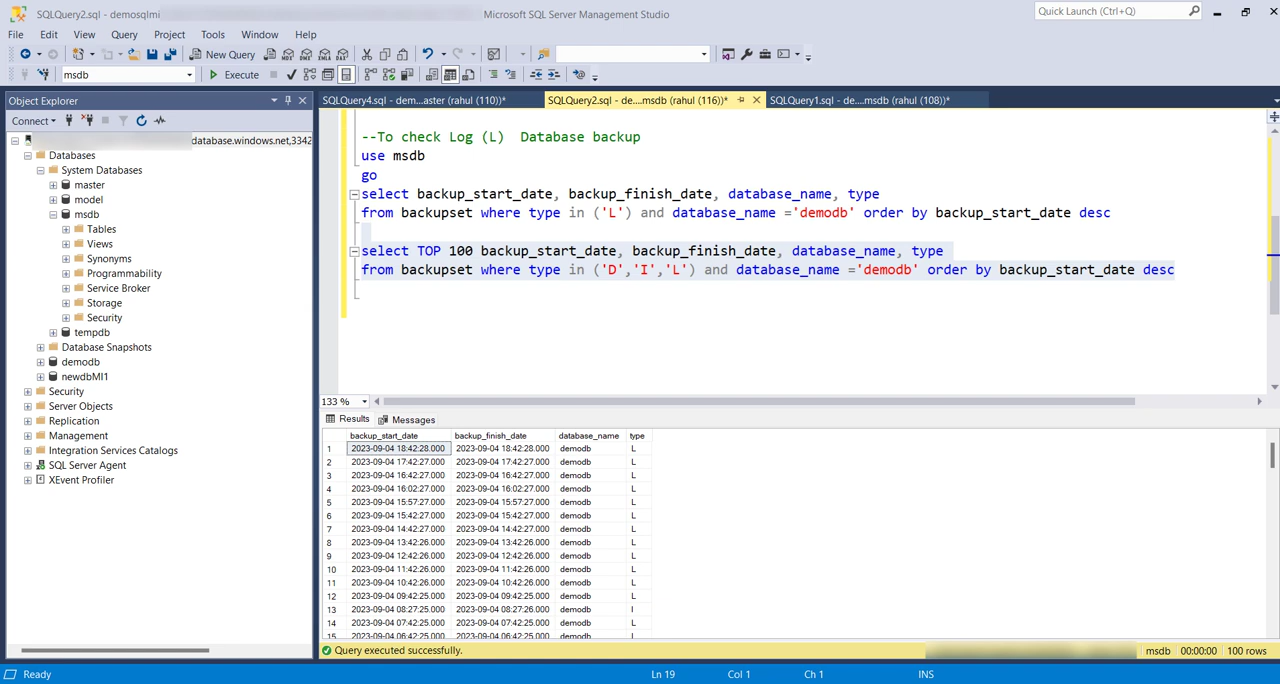 SQLQuery2.sql - demosqlmi
Microsoft SQL Server Management Studio
Quick Launch (Ctrl+Q)
File Edit View Query Project Tools Window Help
New Query
msdb
Execute
Object Explorer
SQLQuery4.sql - dem...aster (rahul (110))*
SQLQuery2.sql - de....msdb (rahul (116))*
SQLQuery1.sql - de....msdb (rahul (108))*
Connect
database.windows.net,3342
Databases
System Databases
master
model
msdb
Tables
Views
Synonyms
Programmability
Service Broker
Storage
Security
tempdb
Database Snapshots
demodb
newdbMI1
Security
Server Objects
Replication
Management
Integration Services Catalogs
SQL Server Agent
XEvent Profiler
--To check Log (L)  Database backup
use msdb
go
select backup_start_date, backup_finish_date, database_name, type
from backupset where type in ('L') and database_name ='demodb' order by backup_start_date desc
select TOP 100 backup_start_date, backup_finish_date, database_name, type
from backupset where type in ('D','I','L') and database_name ='demodb' order by backup_start_date desc
133 %
Results Messages
backup_start_date backup_finish_date database_name type
1 2023-09-04 18:42:28.000 2023-09-04 18:42:28.000 demodb L
2 2023-09-04 17:42:27.000 2023-09-04 17:42:27.000 demodb L
3 2023-09-04 16:42:27.000 2023-09-04 16:42:27.000 demodb L
4 2023-09-04 16:02:27.000 2023-09-04 16:02:27.000 demodb L
5 2023-09-04 15:57:27.000 2023-09-04 15:57:27.000 demodb L
6 2023-09-04 15:42:27.000 2023-09-04 15:42:27.000 demodb L
7 2023-09-04 14:42:27.000 2023-09-04 14:42:27.000 demodb L
8 2023-09-04 13:42:26.000 2023-09-04 13:42:26.000 demodb L
9 2023-09-04 12:42:26.000 2023-09-04 12:42:26.000 demodb L
10 2023-09-04 11:42:26.000 2023-09-04 11:42:26.000 demodb L
11 2023-09-04 10:42:26.000 2023-09-04 10:42:26.000 demodb L
12 2023-09-04 09:42:25.000 2023-09-04 09:42:25.000 demodb L
13 2023-09-04 08:27:25.000 2023-09-04 08:27:26.000 demodb I
14 2023-09-04 07:42:25.000 2023-09-04 07:42:25.000 demodb L
15 2023-09-04 06:42:25.000 2023-09-04 06:42:25.000 demodb L
Query executed successfully.
msdb 00:00:00 100 rows
Ready
Ln 19 Col 1 Ch 1 INS